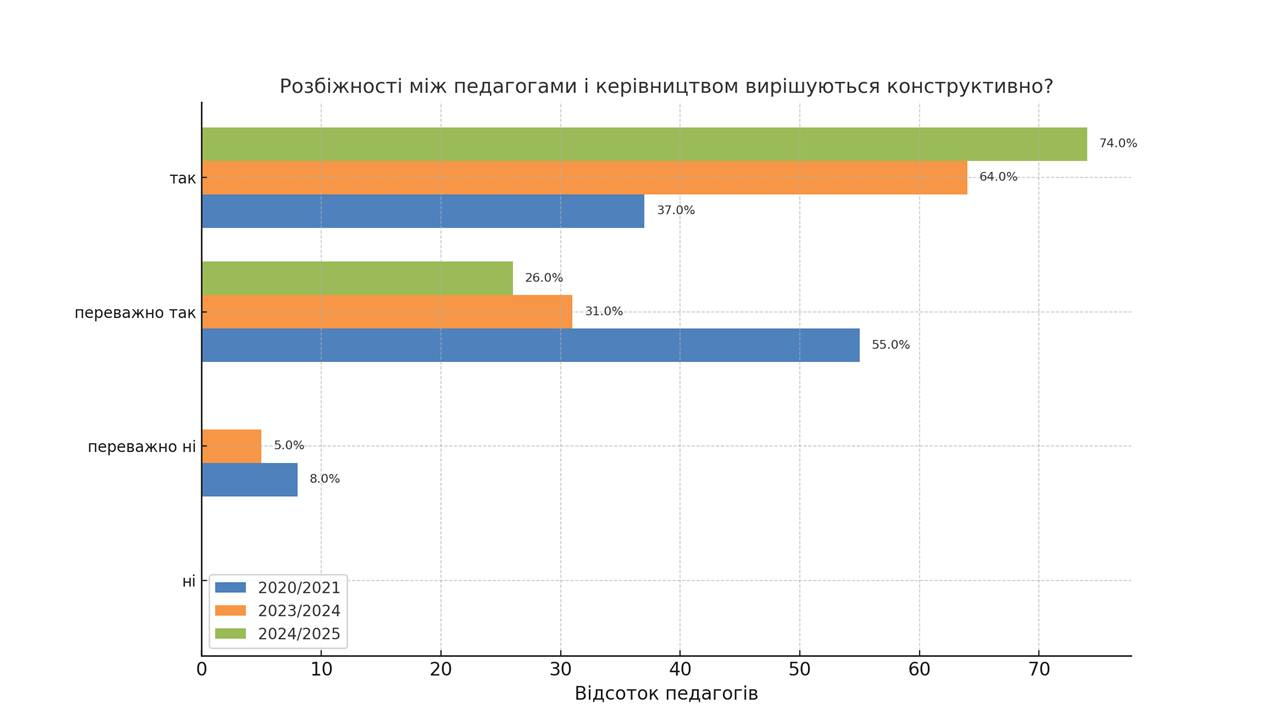 Розбіжності між педагогами і керівництвом вирішуються конструктивно?
74.0%
так
64.0%
37.0%
26.0%
переважно так
31.0%
55.0%
переважно ні
5.0%
8.0%
ні
2020/2021
2023/2024
2024/2025
0 10 20 30 40 50 60 70
Відсоток педагогів